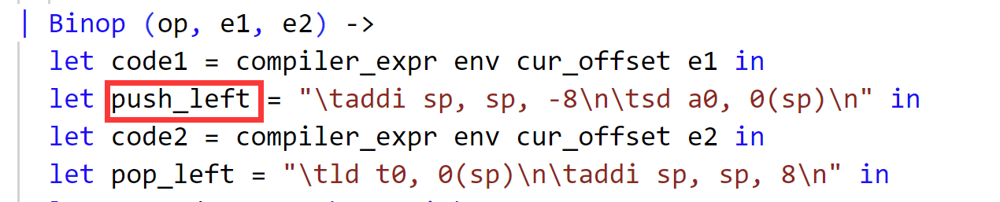 | Binop (op, e1, e2) ->
let code1 = compiler_expr env cur_offset e1 in
let push_left = "\taddi sp, sp, -8\n\tsd a0, 0(sp)\n" in
let code2 = compiler_expr env cur_offset e2 in
let pop_left = "\tld t0, 0(sp)\n\taddi sp, sp, 8\n" in